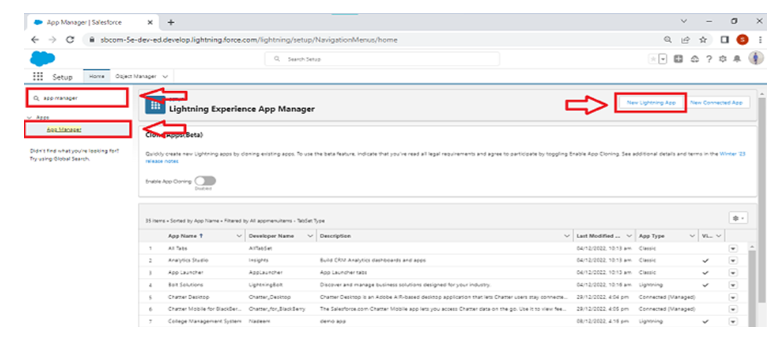 App Manager | Salesforce
sbcom-5e-dev-ed.develop.lightning.force.com/lightning/setup/NavigationMenus/home
Search Setup
Setup
Home
Object Manager
app manager
Apps
App Manager
Didn't find what you're looking for?
Try using Global Search.
Lightning Experience App Manager
New Lightning App
New Connected App
Clone Apps (Beta)
Quickly create new Lightning apps by cloning existing apps. To use the beta feature, indicate that you've read all legal requirements and agree to participate by toggling Enable App Cloning. See additional details and terms in the Winter '23
release notes
Enable App Cloning
Disabled
35 items • Sorted by App Name • Filtered by All appmenuitems - TabSet Type
App Name ↑ Developer Name Description Last Modified ... App Type Vi...
1 All Tabs AllTabSet 04/12/2022, 10:13 am Classic
2 Analytics Studio Insights Build CRM Analytics dashboards and apps 04/12/2022, 10:13 am Classic
3 App Launcher AppLauncher App Launcher tabs 04/12/2022, 10:13 am Classic
4 Bolt Solutions LightningBolt Discover and manage business solutions designed for your industry. 04/12/2022, 10:16 am Lightning
5 Chatter Desktop Chatter_Desktop Chatter Desktop is an Adobe A-R-based desktop application that lets Chatter users stay connecte... 29/12/2022, 4:04 pm Connected (Managed)
6 Chatter Mobile for BlackBer... Chatter_for_BlackBerry The Salesforce.com Chatter Mobile app lets you access Chatter data on the go. Use it to view fee... 29/12/2022, 4:05 pm Connected (Managed)
7 College Management System Nadeem demo app 08/12/2022, 4:16 pm Lightning